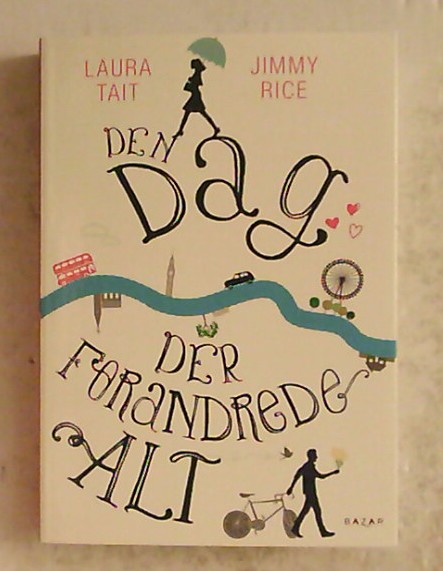 LAURA TAIT
JIMMY RICE
DEN
Dag
DER
FORANDREDE
ALT
BAZAR